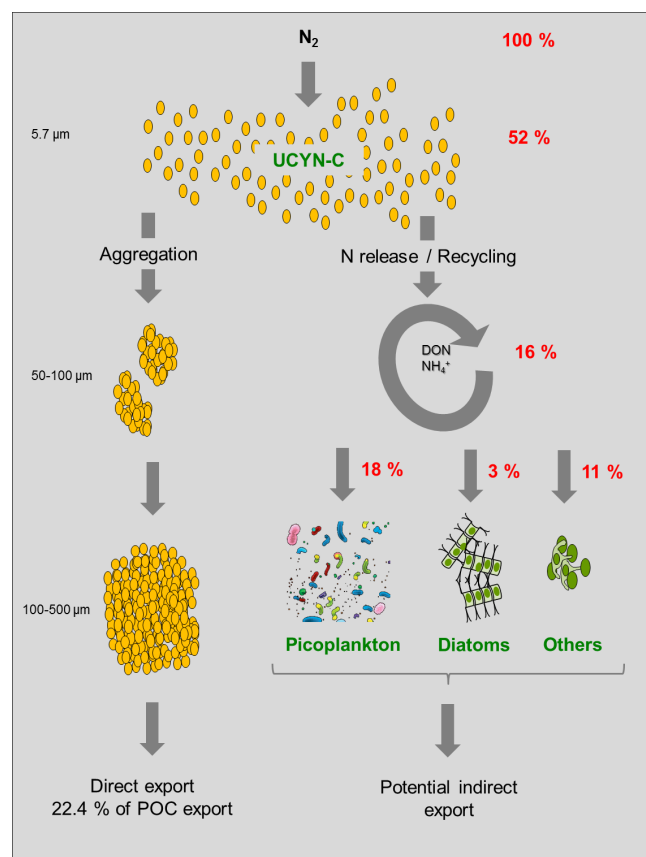 N₂
100 %
5.7 µm
52 %
UCYN-C
Aggregation
N release / Recycling
DON
NH₄⁺
16 %
50-100 µm
18 %
3 %
11 %
100-500 µm
Picoplankton
Diatoms
Others
Direct export
22.4 % of POC export
Potential indirect
export